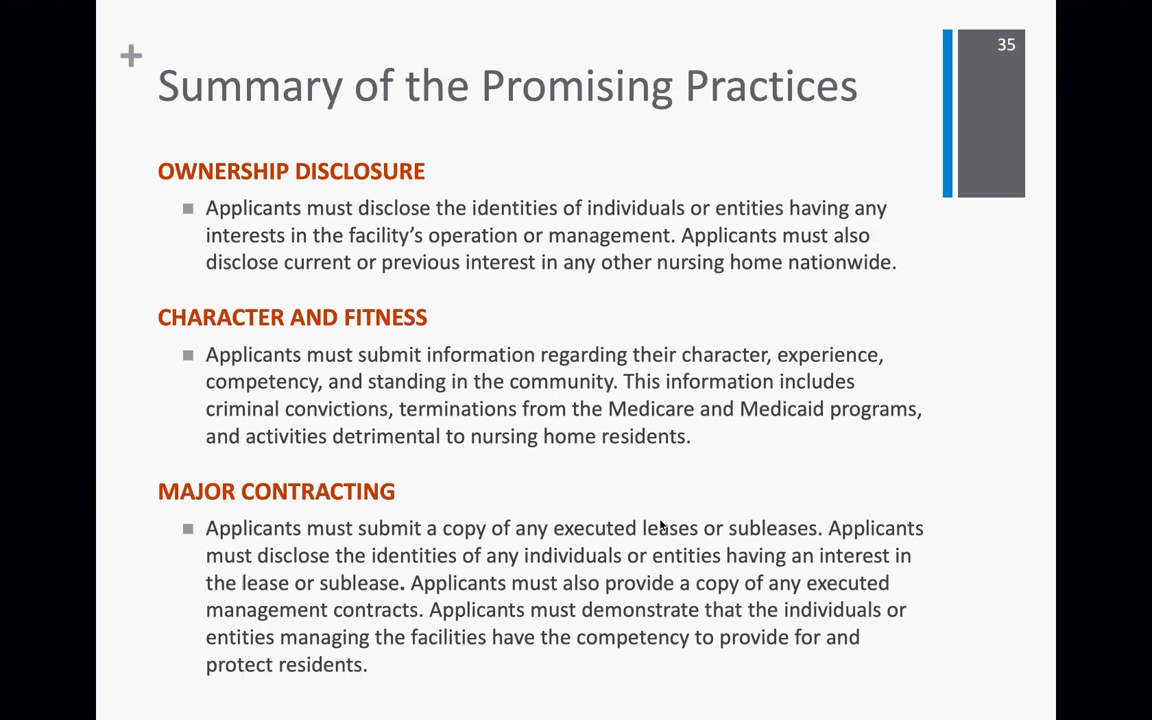 35
+
Summary of the Promising Practices
OWNERSHIP DISCLOSURE
■ Applicants must disclose the identities of individuals or entities having any
interests in the facility’s operation or management. Applicants must also
disclose current or previous interest in any other nursing home nationwide.
CHARACTER AND FITNESS
■ Applicants must submit information regarding their character, experience,
competency, and standing in the community. This information includes
criminal convictions, terminations from the Medicare and Medicaid programs,
and activities detrimental to nursing home residents.
MAJOR CONTRACTING
■ Applicants must submit a copy of any executed leases or subleases. Applicants
must disclose the identities of any individuals or entities having an interest in
the lease or sublease. Applicants must also provide a copy of any executed
management contracts. Applicants must demonstrate that the individuals or
entities managing the facilities have the competency to provide for and
protect residents.